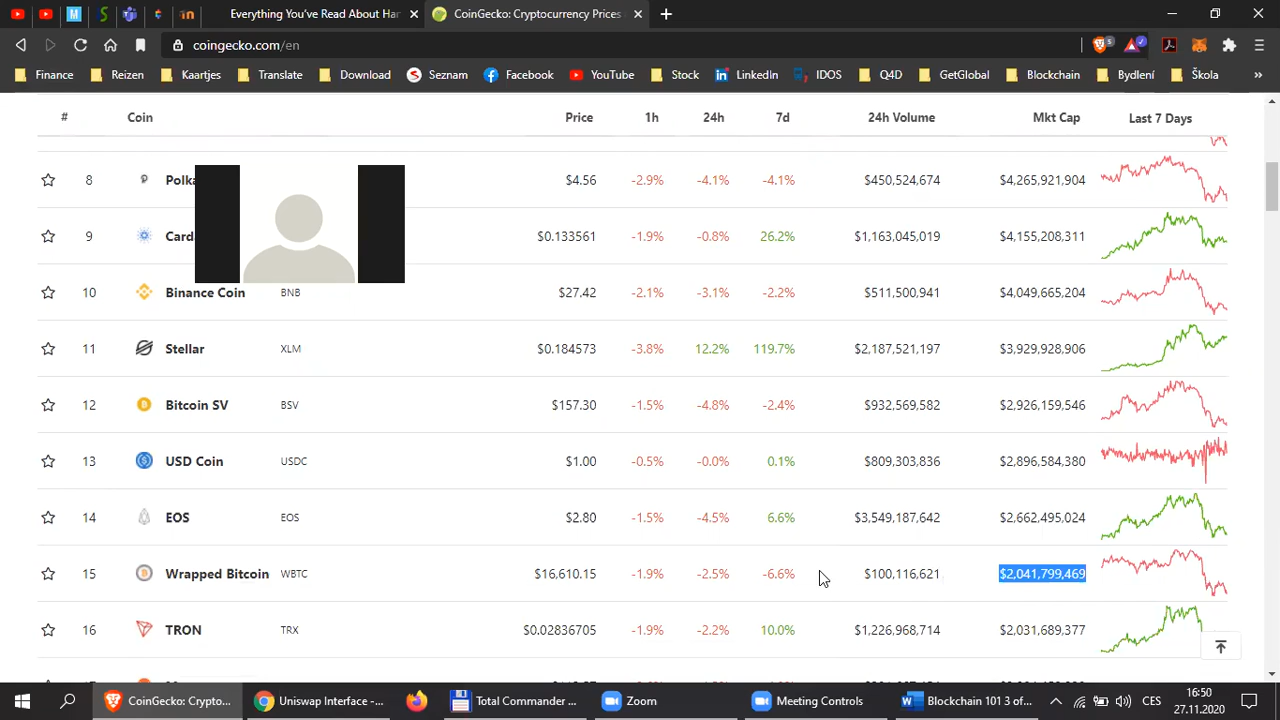 Everything You've Read About Har
CoinGecko: Cryptocurrency Prices
coingecko.com/en
Finance Reizen Kaartjes Translate Download Seznam Facebook YouTube Stock LinkedIn IDOS Q4D GetGlobal Blockchain Bydlení Škola »
# Coin Price 1h 24h 7d 24h Volume Mkt Cap Last 7 Days
8 Polka $4.56 -2.9% -4.1% -4.1% $450,524,674 $4,265,921,904
9 Card $0.133561 -1.9% -0.8% 26.2% $1,163,045,019 $4,155,208,311
10 Binance Coin BNB $27.42 -2.1% -3.1% -2.2% $511,500,941 $4,049,665,204
11 Stellar XLM $0.184573 -3.8% 12.2% 119.7% $2,187,521,197 $3,929,928,906
12 Bitcoin SV BSV $157.30 -1.5% -4.8% -2.4% $932,569,582 $2,926,159,546
13 USD Coin USDC $1.00 -0.5% -0.0% 0.1% $809,303,836 $2,896,584,380
14 EOS EOS $2.80 -1.5% -4.5% 6.6% $3,549,187,642 $2,662,495,024
15 Wrapped Bitcoin WBTC $16,610.15 -1.9% -2.5% -6.6% $100,116,621 $2,041,799,469
16 TRON TRX $0.02836705 -1.9% -2.2% 10.0% $1,226,968,714 $2,031,689,377
CoinGecko: Crypto... Uniswap Interface -... Total Commander ... Zoom Meeting Controls Blockchain 101 3 of... CES 16:50
27.11.2020